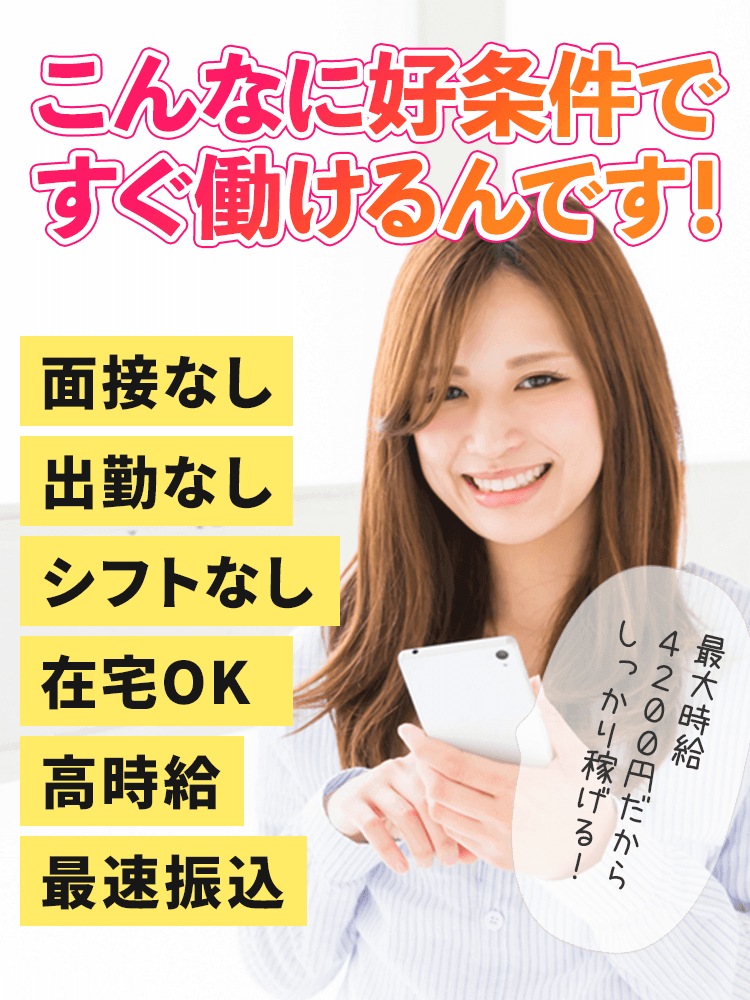 こんなに好条件で
すぐ働けるんです!
面接なし
出勤なし
シフトなし
在宅OK
高時給
最速振込
最大時給
4200円だから
しっかり稼げる!